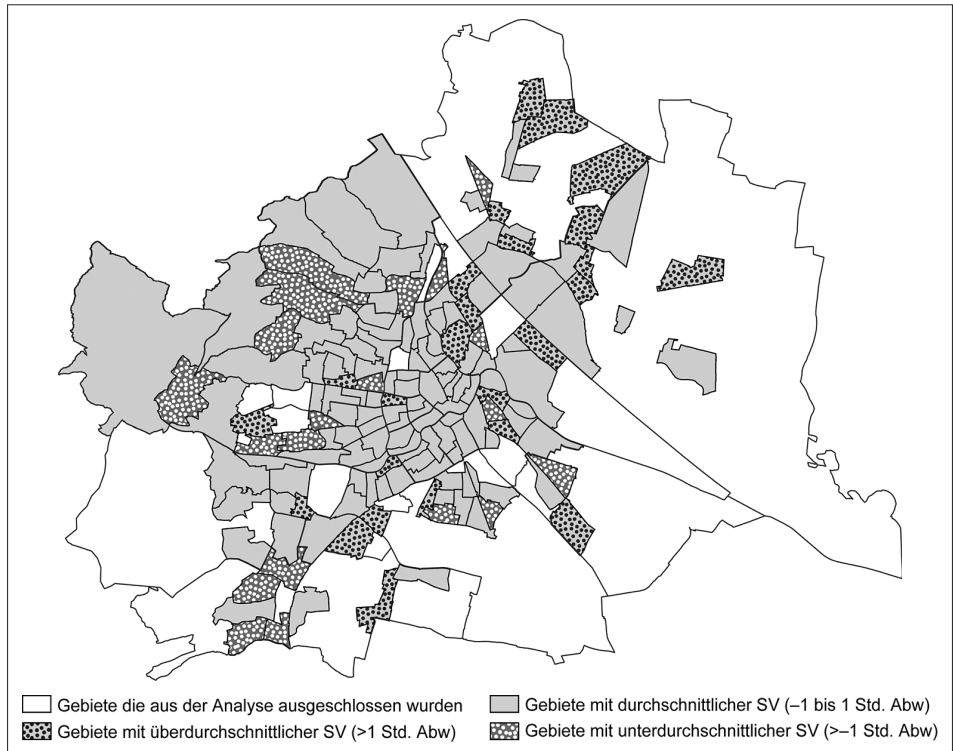 Gebiete die aus der Analyse ausgeschlossen wurden
Gebiete mit überdurchschnittlicher SV (>1 Std. Abw)
Gebiete mit durchschnittlicher SV (–1 bis 1 Std. Abw)
Gebiete mit unterdurchschnittlicher SV (>–1 Std. Abw)